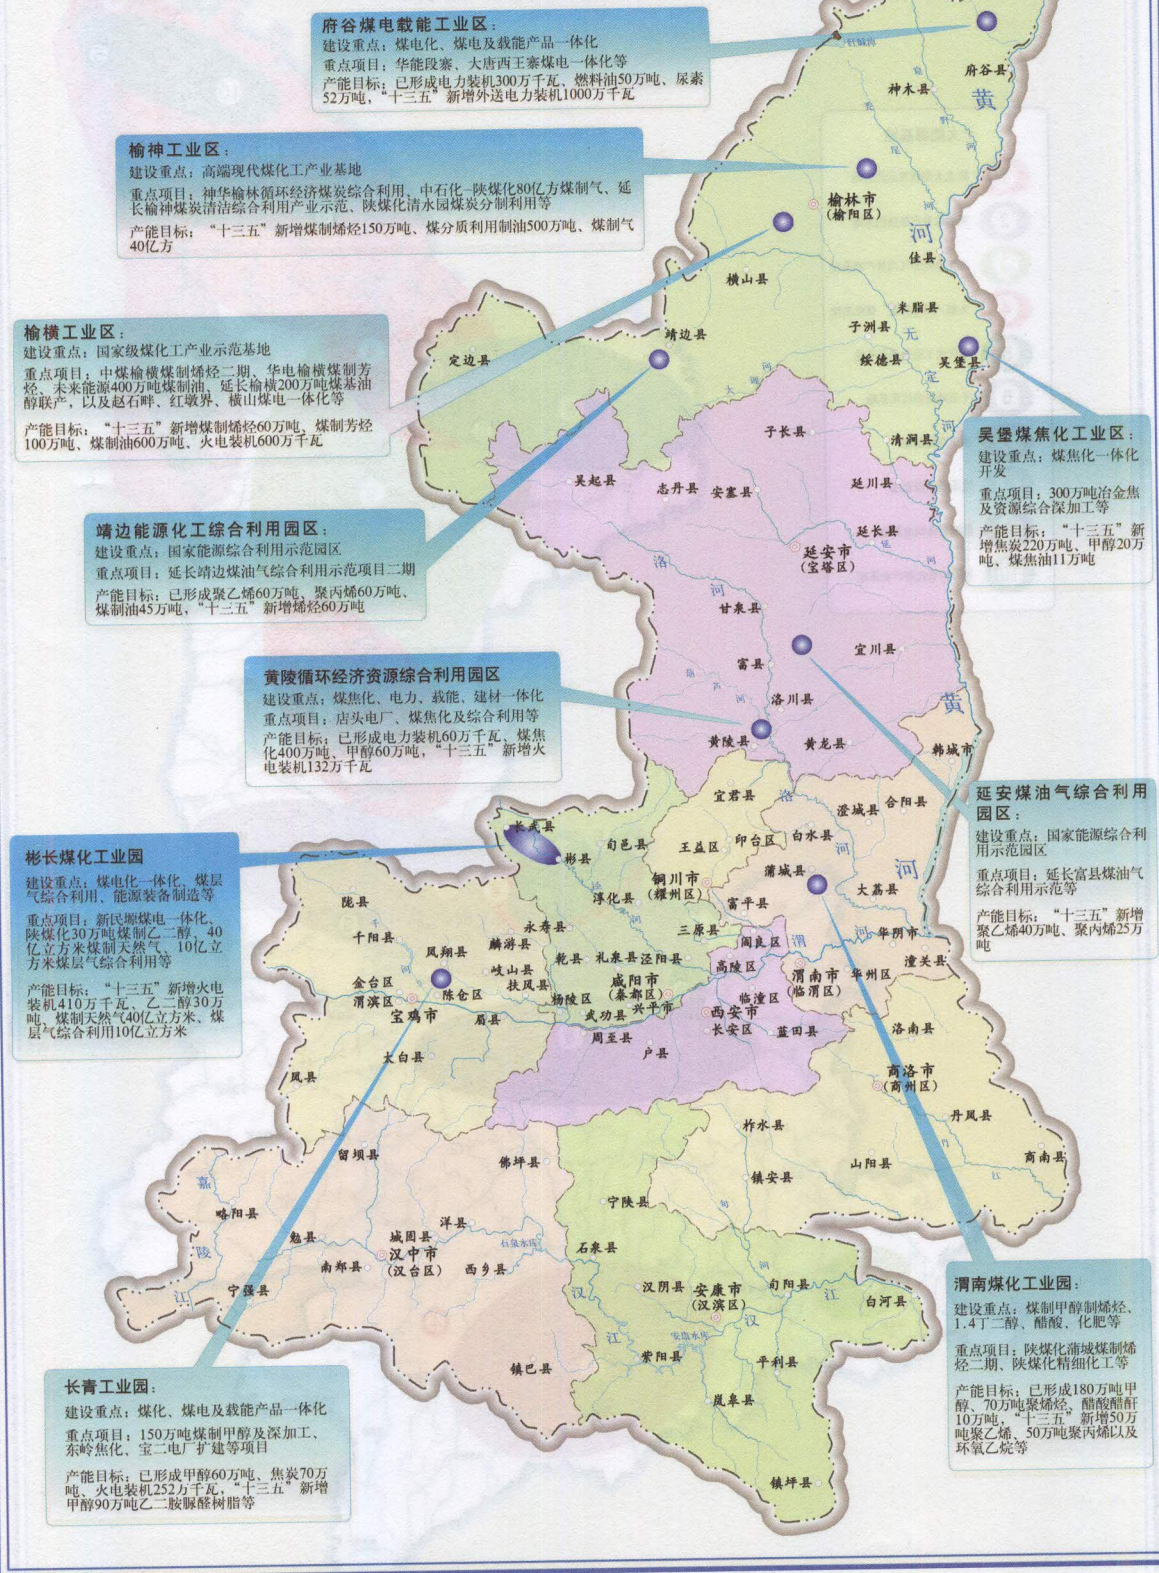 府谷煤电载能工业区：
建设重点：煤电化、煤电及载能产品一体化
重点项目：华能段寨、大唐西王寨煤电一体化等
产能目标：已形成电力装机300万千瓦、燃料油50万吨、尿素
52万吨，“十三五”新增外送电力装机1000万千瓦
红碱淖
府谷县
神木县
窟
野
河
黄
秃
尾
河
榆神工业区：
建设重点：高端现代煤化工产业基地
重点项目：神华榆林循环经济煤炭综合利用、中石化-陕煤化80亿方煤制气、延
长榆神煤炭清洁综合利用产业示范、陕煤化清水园煤炭分制利用等
产能目标：“十三五”新增煤制烯烃150万吨、煤分质利用制油500万吨、煤制气
40亿方
榆林市
（榆阳区）
河
佳县
横山县
米脂县
子洲县
无
靖边县
绥德县
吴堡县
定边县
定
河
大理河
榆横工业区：
建设重点：国家级煤化工产业示范基地
重点项目：中煤榆横煤制烯烃二期、华电榆横煤制芳
烃、未来能源400万吨煤制油、延长榆横200万吨煤基油
醇联产，以及赵石畔、红墩界、横山煤电一体化等
产能目标：“十三五”新增煤制烯烃60万吨，煤制芳烃
100万吨、煤制油600万吨、火电装机600万千瓦
子长县
清涧县
吴堡煤焦化工业区：
建设重点：煤焦化一体化
开发
重点项目：300万吨冶金焦
及资源综合深加工等
产能目标：“十三五”新
增焦炭220万吨、甲醇20万
吨、煤焦油11万吨
吴起县
志丹县
安塞县
延川县
延长县
延安市
（宝塔区）
延
河
洛
河
靖边能源化工综合利用园区：
建设重点：国家能源综合利用示范园区
重点项目：延长靖边煤油气综合利用示范项目二期
产能目标：已形成聚乙烯60万吨、聚丙烯60万吨、
煤制油45万吨，“十三五”新增烯烃60万吨
甘泉县
宜川县
富县
葫芦河
洛川县
黄陵县
黄龙县
黄
韩城市
黄陵循环经济资源综合利用园区
建设重点：煤焦化、电力、载能、建材一体化
重点项目：店头电厂、煤焦化及综合利用等
产能目标：已形成电力装机60万千瓦、煤焦
化400万吨、甲醇60万吨，“十三五”新增火
电装机132万千瓦
延安煤油气综合利用
园区：
建设重点：国家能源综合利
用示范园区
重点项目：延长富县煤油气
综合利用示范等
产能目标：“十三五”新增
聚乙烯40万吨、聚丙烯25万
吨
宜君县
洛
澄城县
合阳县
长武县
旬邑县
王益区
印台区
白水县
彬县
河
河
蒲城县
铜川市
（耀州区）
大荔县
彬长煤化工业园
建设重点：煤电化一体化、煤层
气综合利用、能源装备制造等
重点项目：新民塬煤电一体化、
陕煤化30万吨煤制乙二醇、40
亿立方米煤制天然气、10亿立
方米煤层气综合利用等
产能目标：“十三五”新增火电
装机410万千瓦、乙二醇30万
吨、煤制天然气40亿立方米、煤
层气综合利用10亿立方米
陇县
泾
河
淳化县
富平县
永寿县
三原县
千阳县
千
河
凤翔县
麟游县
阎良区
渭
河
华阴市
乾县
礼泉县
泾阳县
高陵区
潼关县
金台区
岐山县
咸阳市
（秦都区）
渭南市
（临渭区）
华州区
渭滨区
陈仓区
扶风县
杨陵区
兴平市
临潼区
宝鸡市
眉县
武功县
西安市
长安区
周至县
户县
蓝田县
洛南县
太白县
凤县
商洛市
（商州区）
丹凤县
柞水县
丹
江
留坝县
佛坪县
山阳县
商南县
镇安县
嘉
陵
江
略阳县
宁陕县
旬
河
勉县
城固县
洋县
石泉水库
汉中市
（汉台区）
石泉县
南郑县
西乡县
宁强县
汉
江
汉阴县
安康市
（汉滨区）
旬阳县
江
白河县
汉
安康水库
紫阳县
平利县
镇巴县
岚皋县
镇坪县
渭南煤化工业园：
建设重点：煤制甲醇制烯烃、
1.4丁二醇、醋酸、化肥等
重点项目：陕煤化蒲城煤制烯
烃二期、陕煤化精细化工等
产能目标：已形成180万吨甲
醇、70万吨聚烯烃、醋酸醋酐
10万吨，“十三五”新增50万
吨聚乙烯、50万吨聚丙烯以及
环氧乙烷等
长青工业园：
建设重点：煤化、煤电及载能产品一体化
重点项目：150万吨煤制甲醇及深加工、
东岭焦化、宝二电厂扩建等项目
产能目标：已形成甲醇60万吨、焦炭70万
吨、火电装机252万千瓦，“十三五”新增
甲醇90万吨乙二胺脲醛树脂等